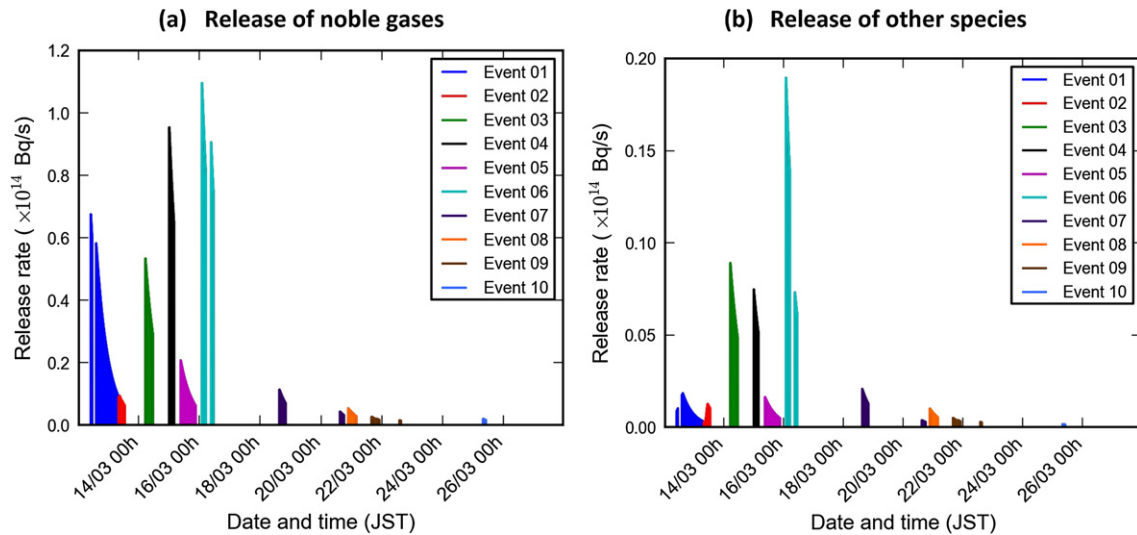 (a) Release of noble gases
1.2
1.0
0.8
0.6
0.4
0.2
0.0
Release rate ( ×10^14 Bq/s)
Event 01
Event 02
Event 03
Event 04
Event 05
Event 06
Event 07
Event 08
Event 09
Event 10
14/03 00h
16/03 00h
18/03 00h
20/03 00h
22/03 00h
24/03 00h
26/03 00h
Date and time (JST)
(b) Release of other species
0.20
0.15
0.10
0.05
0.00
Release rate ( ×10^14 Bq/s)
Event 01
Event 02
Event 03
Event 04
Event 05
Event 06
Event 07
Event 08
Event 09
Event 10
14/03 00h
16/03 00h
18/03 00h
20/03 00h
22/03 00h
24/03 00h
26/03 00h
Date and time (JST)